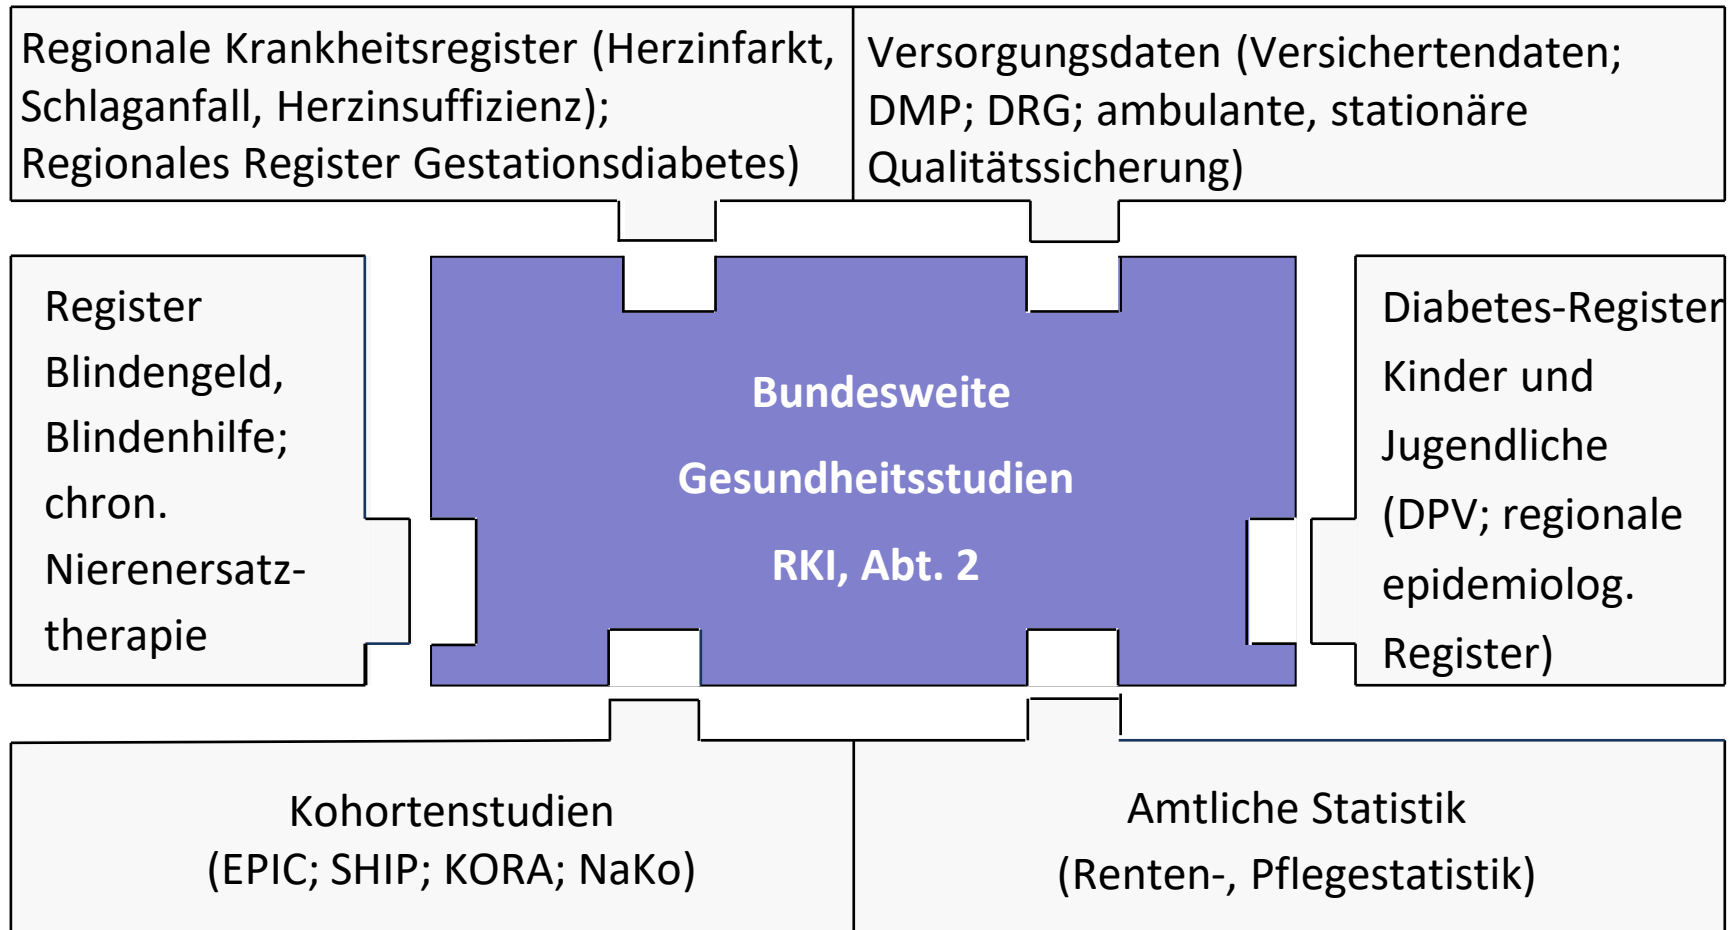 Regionale Krankheitsregister (Herzinfarkt,
Schlaganfall, Herzinsuffizienz);
Regionales Register Gestationsdiabetes)
Versorgungsdaten (Versichertendaten;
DMP; DRG; ambulante, stationäre
Qualitätssicherung)
Register
Blindengeld,
Blindenhilfe;
chron.
Nierenersatz-
therapie
Bundesweite
Gesundheitsstudien
RKI, Abt. 2
Diabetes-Register
Kinder und
Jugendliche
(DPV; regionale
epidemiolog.
Register)
Kohortenstudien
(EPIC; SHIP; KORA; NaKo)
Amtliche Statistik
(Renten-, Pflegestatistik)